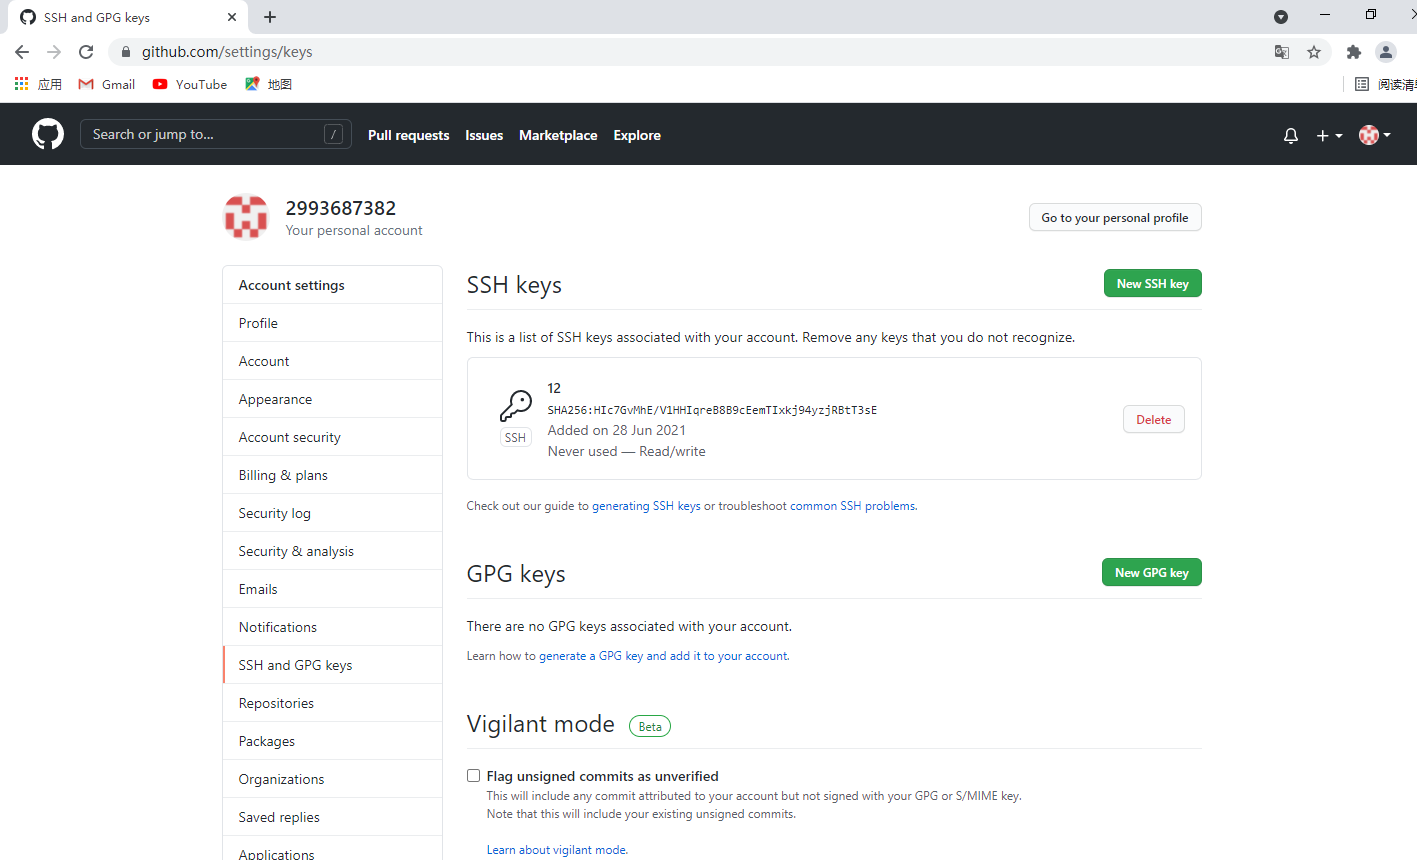 SSH and GPG keys
github.com/settings/keys
应用 Gmail YouTube 地图
Search or jump to... / Pull requests Issues Marketplace Explore
2993687382
Your personal account
Go to your personal profile
Account settings
Profile
Account
Appearance
Account security
Billing & plans
Security log
Security & analysis
Emails
Notifications
SSH and GPG keys
Repositories
Packages
Organizations
Saved replies
Applications
SSH keys
New SSH key
This is a list of SSH keys associated with your account. Remove any keys that you do not recognize.
12
SHA256:HIc7GvMhE/V1HHIqreB8B9cEemTIxkj94yzjRBtT3sE
SSH
Added on 28 Jun 2021
Never used — Read/write
Delete
Check out our guide to generating SSH keys or troubleshoot common SSH problems.
GPG keys
New GPG key
There are no GPG keys associated with your account.
Learn how to generate a GPG key and add it to your account.
Vigilant mode Beta
Flag unsigned commits as unverified
This will include any commit attributed to your account but not signed with your GPG or S/MIME key.
Note that this will include your existing unsigned commits.
Learn about vigilant mode.